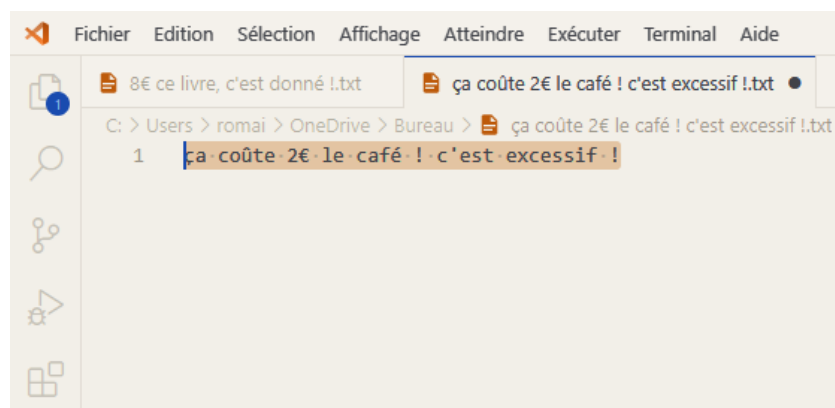 Fichier Edition Sélection Affichage Atteindre Exécuter Terminal Aide
8€ ce livre, c'est donné !.txt ça coûte 2€ le café ! c'est excessif !.txt
1
C: > Users > romai > OneDrive > Bureau > ça coûte 2€ le café ! c'est excessif !.txt
1 ça·coûte·2€·le·café·!·c'est·excessif·!